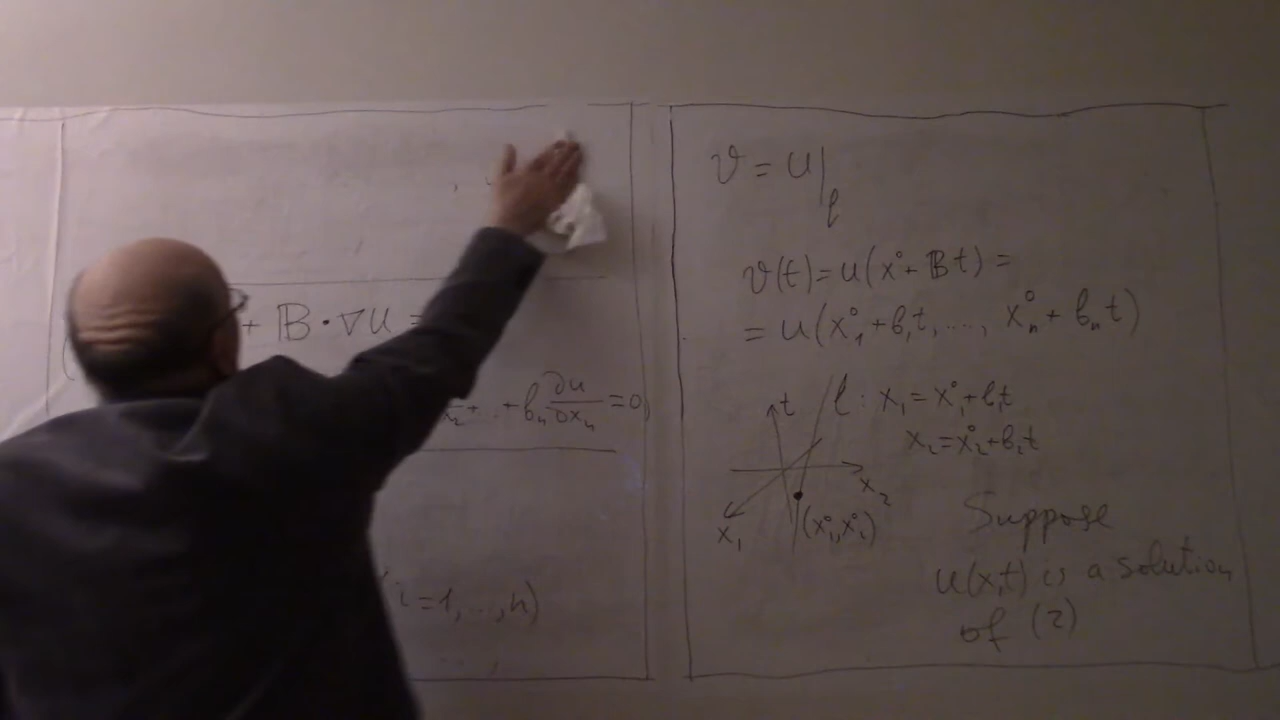 + 𝔹 · ∇u =
+ .. + bₙ ∂u/∂xₙ = 0
i = 1, ..., n)
v = u|ℓ
v(t) = u(x° + 𝔹t) =
= u(x₁° + b₁t, ...., xₙ° + bₙt)
t
ℓ : x₁ = x₁° + b₁t
x₂ = x₂° + b₂t
x₂
x₁
(x₁°, x₂°)
Suppose
u(x,t) is a solution
of (2)